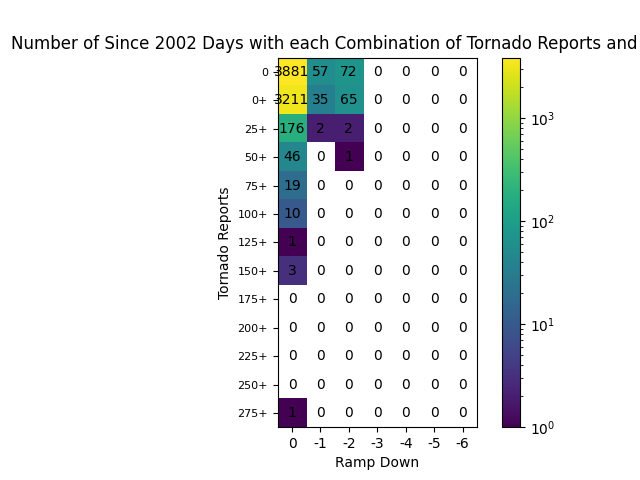 Number of Since 2002 Days with each Combination of Tornado Reports and
0 3881 57 72 0 0 0 0
0+ 3211 35 65 0 0 0 0
25+ 176 2 2 0 0 0 0
50+ 46 0 1 0 0 0 0
75+ 19 0 0 0 0 0 0
100+ 10 0 0 0 0 0 0
125+ 1 0 0 0 0 0 0
150+ 3 0 0 0 0 0 0
175+ 0 0 0 0 0 0 0
200+ 0 0 0 0 0 0 0
225+ 0 0 0 0 0 0 0
250+ 0 0 0 0 0 0 0
275+ 1 0 0 0 0 0 0
0 -1 -2 -3 -4 -5 -6
Ramp Down
Tornado Reports
10³
10²
10¹
10⁰